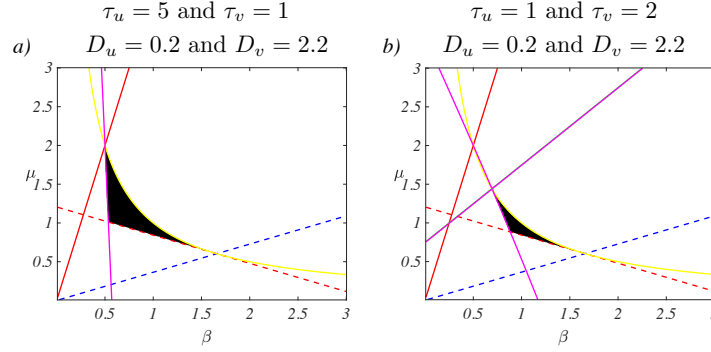 τ_u = 5 and τ_v = 1
a) D_u = 0.2 and D_v = 2.2
3
2.5
2
μ
1.5
1
0.5
0.5 1 1.5 2 2.5 3
β
τ_u = 1 and τ_v = 2
b) D_u = 0.2 and D_v = 2.2
3
2.5
2
μ
1.5
1
0.5
0.5 1 1.5 2 2.5 3
β